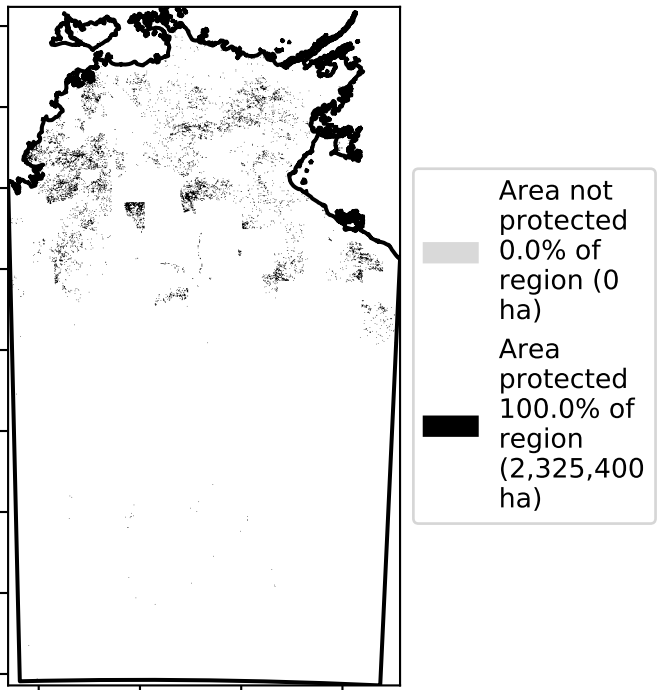 Area not
protected
0.0% of
region (0
ha)
Area
protected
100.0% of
region
(2,325,400
ha)